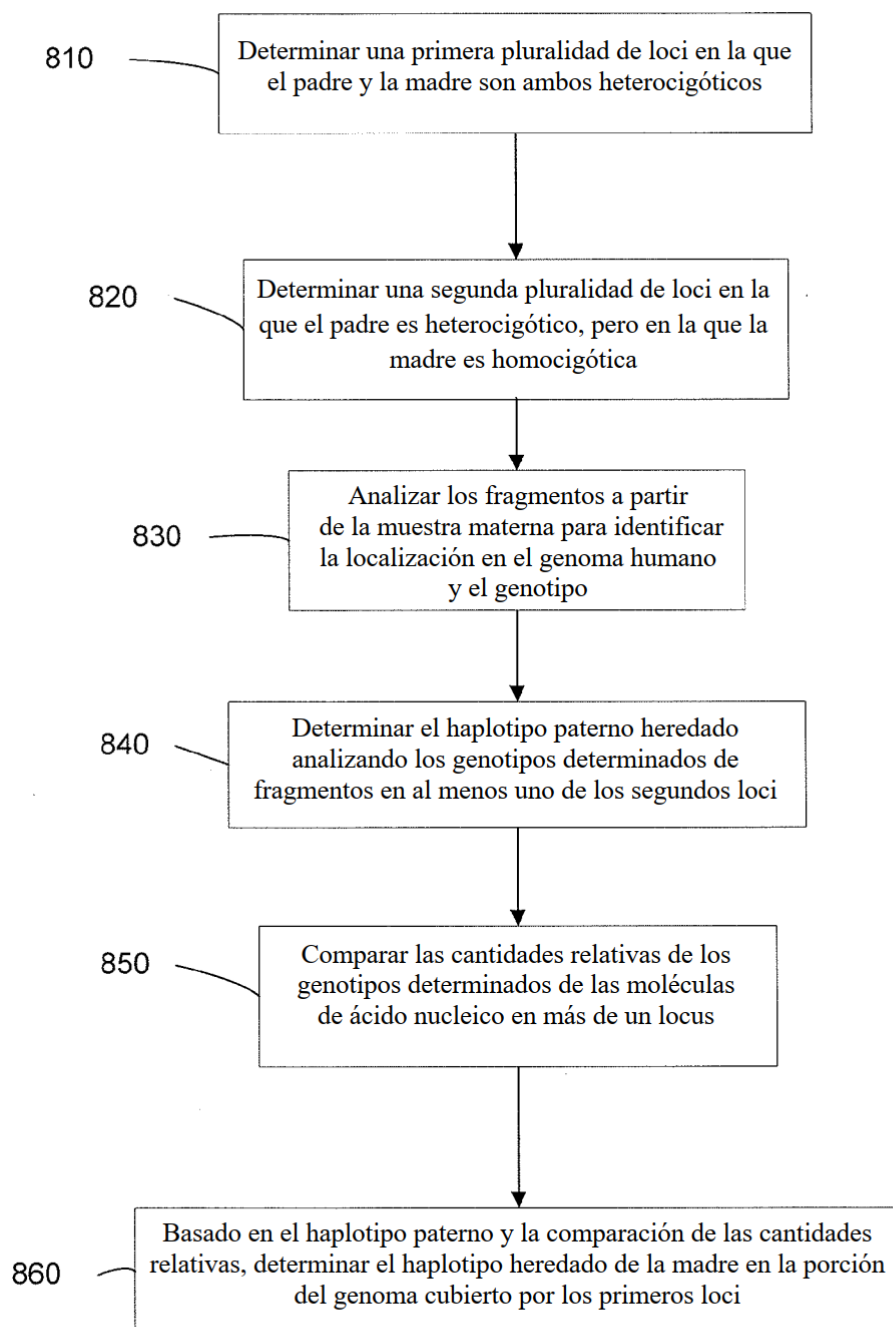 810
Determinar una primera pluralidad de loci en la que
el padre y la madre son ambos heterocigóticos
820
Determinar una segunda pluralidad de loci en la
que el padre es heterocigótico, pero en la que la
madre es homocigótica
830
Analizar los fragmentos a partir
de la muestra materna para identificar
la localización en el genoma humano
y el genotipo
840
Determinar el haplotipo paterno heredado
analizando los genotipos determinados de
fragmentos en al menos uno de los segundos loci
850
Comparar las cantidades relativas de los
genotipos determinados de las moléculas
de ácido nucleico en más de un locus
860
Basado en el haplotipo paterno y la comparación de las cantidades
relativas, determinar el haplotipo heredado de la madre en la porción
del genoma cubierto por los primeros loci